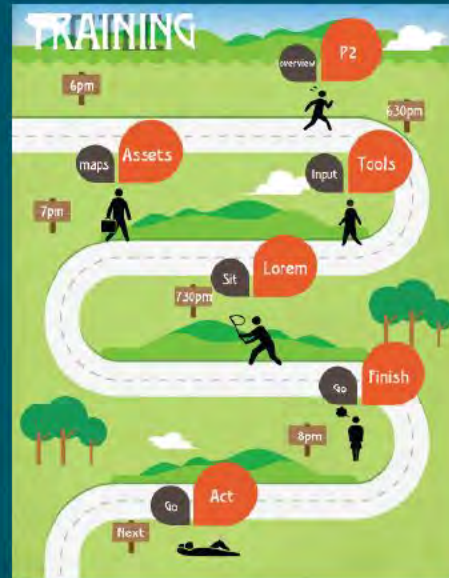 TRAINING
overview
P2
6pm
630pm
maps
Assets
Input
Tools
7pm
Sit
Lorem
730pm
Go
Finish
8pm
Go
Act
Next